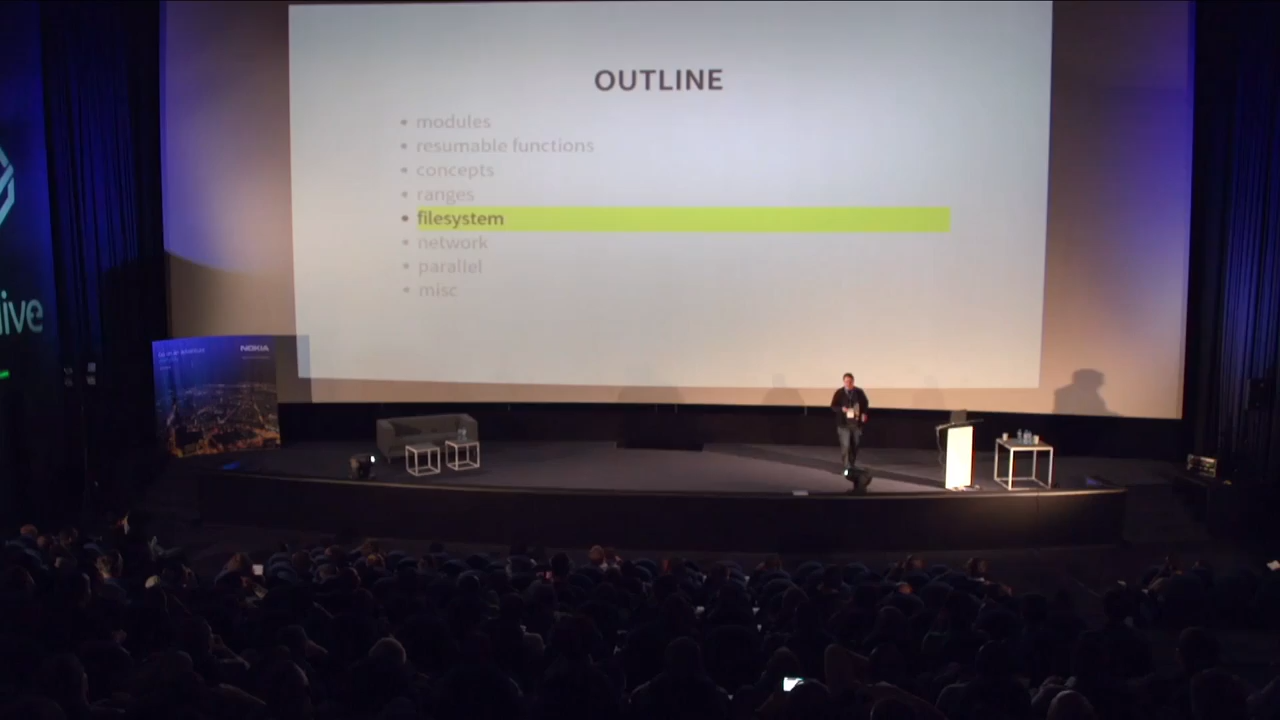 OUTLINE
• modules
• resumable functions
• concepts
• ranges
• filesystem
• network
• parallel
• misc
NOKIA